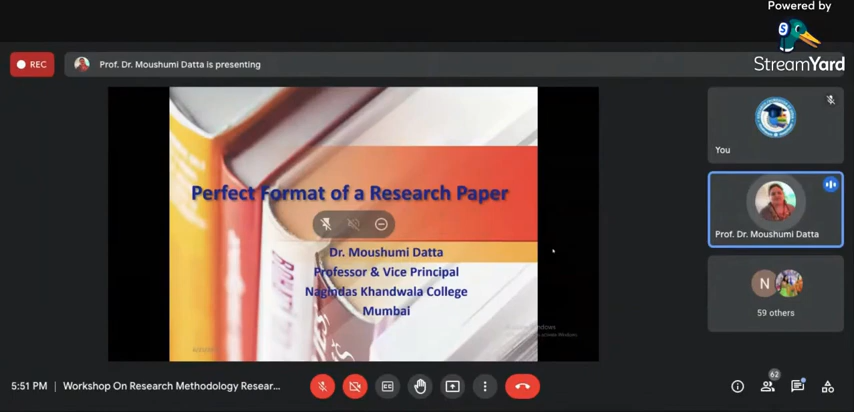 Powered by
S
StreamYard
REC
Prof. Dr. Moushumi Datta is presenting
You
Perfect Format of a Research Paper
Prof. Dr. Moushumi Datta
Dr. Moushumi Datta
Professor & Vice Principal
Nagindas Khandwala College
Mumbai
N
59 others
5:51 PM | Workshop On Research Methodology Resear...
CC
62